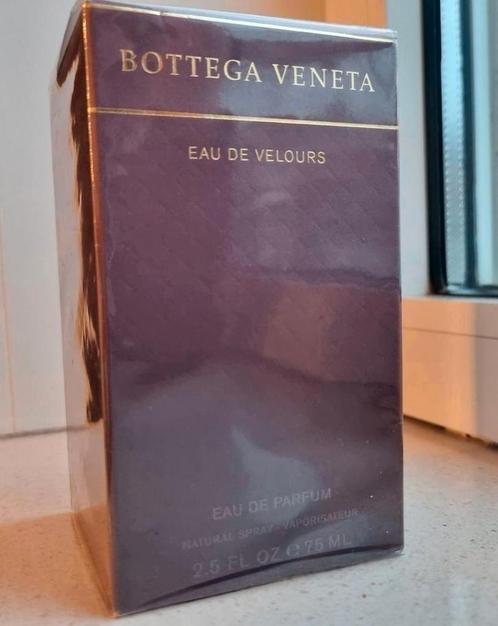 BOTTEGA VENETA
EAU DE VELOURS
EAU DE PARFUM
NATURAL SPRAY - VAPORISATEUR
2.5 FL OZ ℮ 75 ML